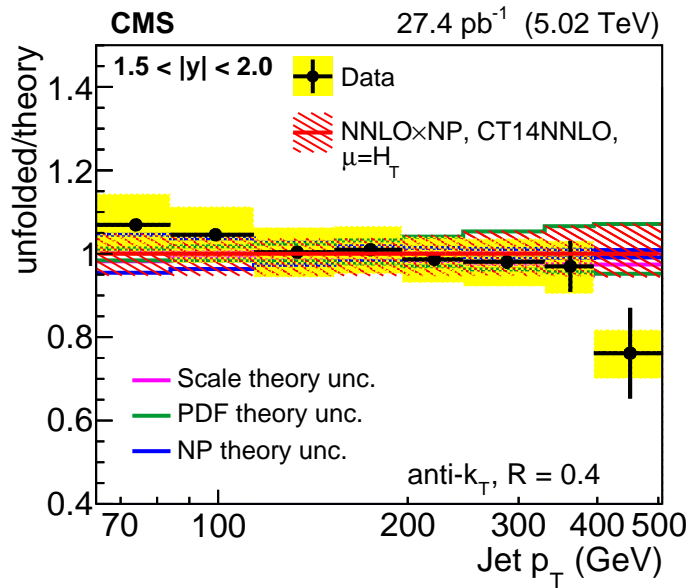 CMS 27.4 pb⁻¹ (5.02 TeV)
1.5 < |y| < 2.0
Data
NNLO×NP, CT14NNLO,
μ=H_T
unfolded/theory
1.4
1.2
1
0.8
0.6
0.4
Scale theory unc.
PDF theory unc.
NP theory unc.
anti-k_T, R = 0.4
70 100 200 300 400 500
Jet p_T (GeV)